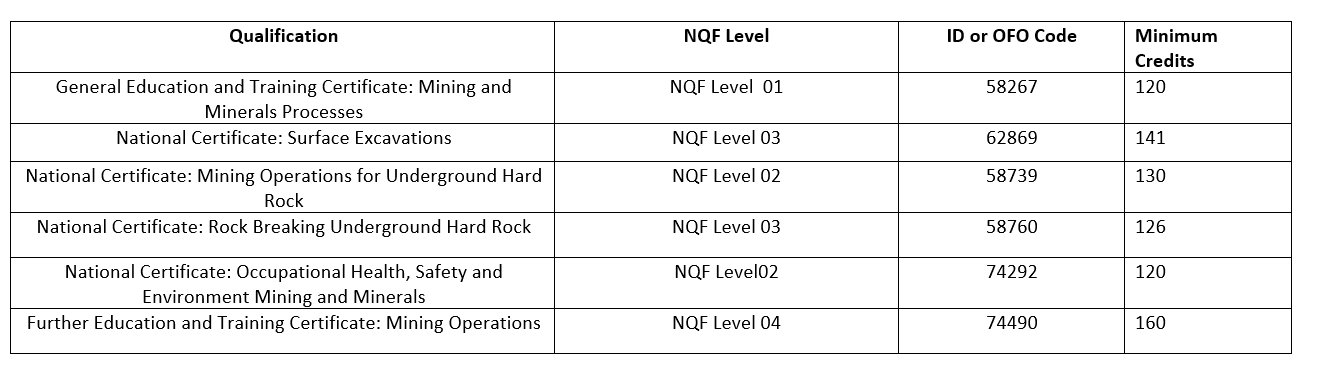 Qualification NQF Level ID or OFO Code Minimum
Credits
General Education and Training Certificate: Mining and NQF Level  01 58267 120
Minerals Processes
National Certificate: Surface Excavations NQF Level 03 62869 141
National Certificate: Mining Operations for Underground Hard NQF Level 02 58739 130
Rock
National Certificate: Rock Breaking Underground Hard Rock NQF Level 03 58760 126
National Certificate: Occupational Health, Safety and NQF Level02 74292 120
Environment Mining and Minerals
Further Education and Training Certificate: Mining Operations NQF Level 04 74490 160